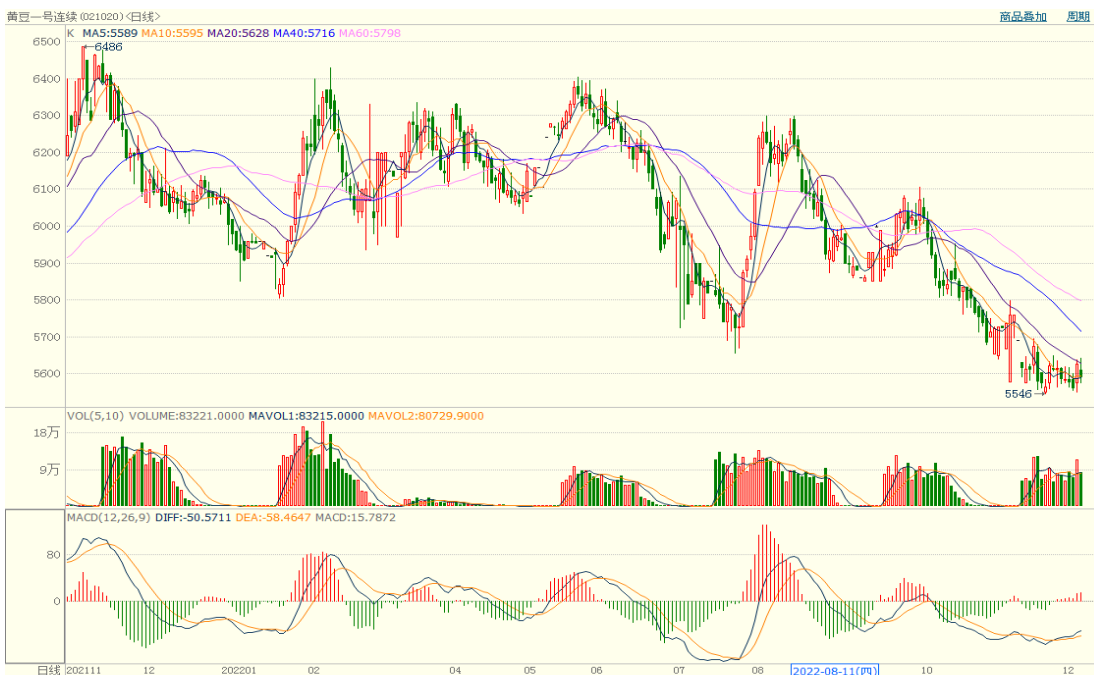 黄豆一号连续(021020)<日线> 商品叠加 周期
K MA5:5589 MA10:5595 MA20:5628 MA40:5716 MA60:5798
6500
6486
6400
6300
6200
6100
6000
5900
5800
5700
5600
5546
VOL(5,10) VOLUME:83221.0000 MAVOL1:83215.0000 MAVOL2:80729.9000
18万
9万
MACD(12,26,9) DIFF:-50.5711 DEA:-58.4647 MACD:15.7872
80
0
日线 202111 12 202201 02 04 05 06 07 08 2022-08-11(四) 10 12